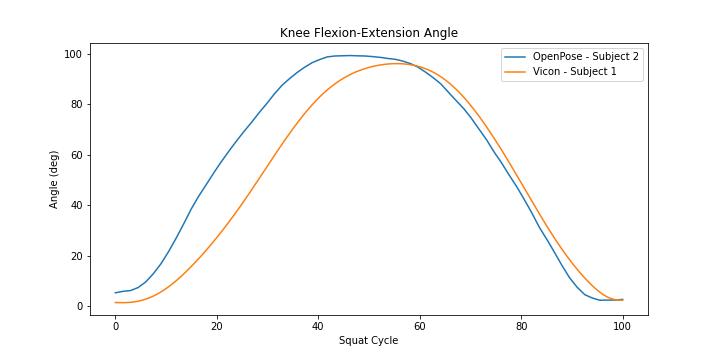 Knee Flexion-Extension Angle
OpenPose - Subject 2
Vicon - Subject 1
100
80
60
40
20
0
Angle (deg)
0 20 40 60 80 100
Squat Cycle